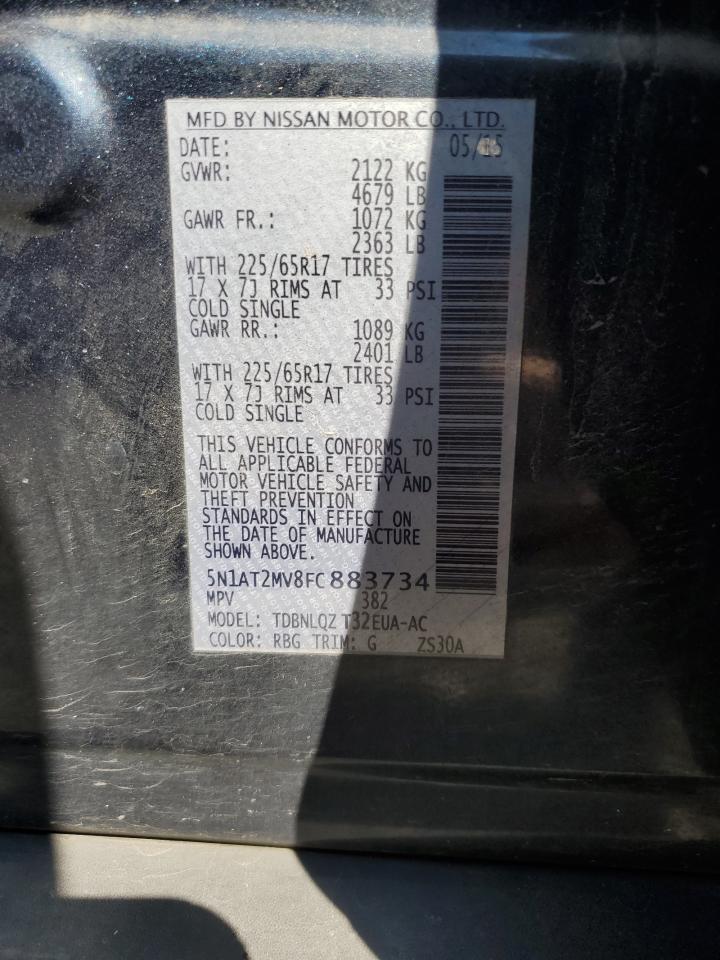 MFD BY NISSAN MOTOR CO., LTD.
DATE: 05/15
GVWR: 2122 KG
4679 LB
GAWR FR.: 1072 KG
2363 LB
WITH 225/65R17 TIRES
17 X 7J RIMS AT 33 PSI
COLD SINGLE
GAWR RR.: 1089 KG
2401 LB
WITH 225/65R17 TIRES
17 X 7J RIMS AT 33 PSI
COLD SINGLE
THIS VEHICLE CONFORMS TO
ALL APPLICABLE FEDERAL
MOTOR VEHICLE SAFETY AND
THEFT PREVENTION
STANDARDS IN EFFECT ON
THE DATE OF MANUFACTURE
SHOWN ABOVE.
5N1AT2MV8FC883734
MPV 382
MODEL: TDBNLQZ T32EUA-AC
COLOR: RBG TRIM: G ZS30A